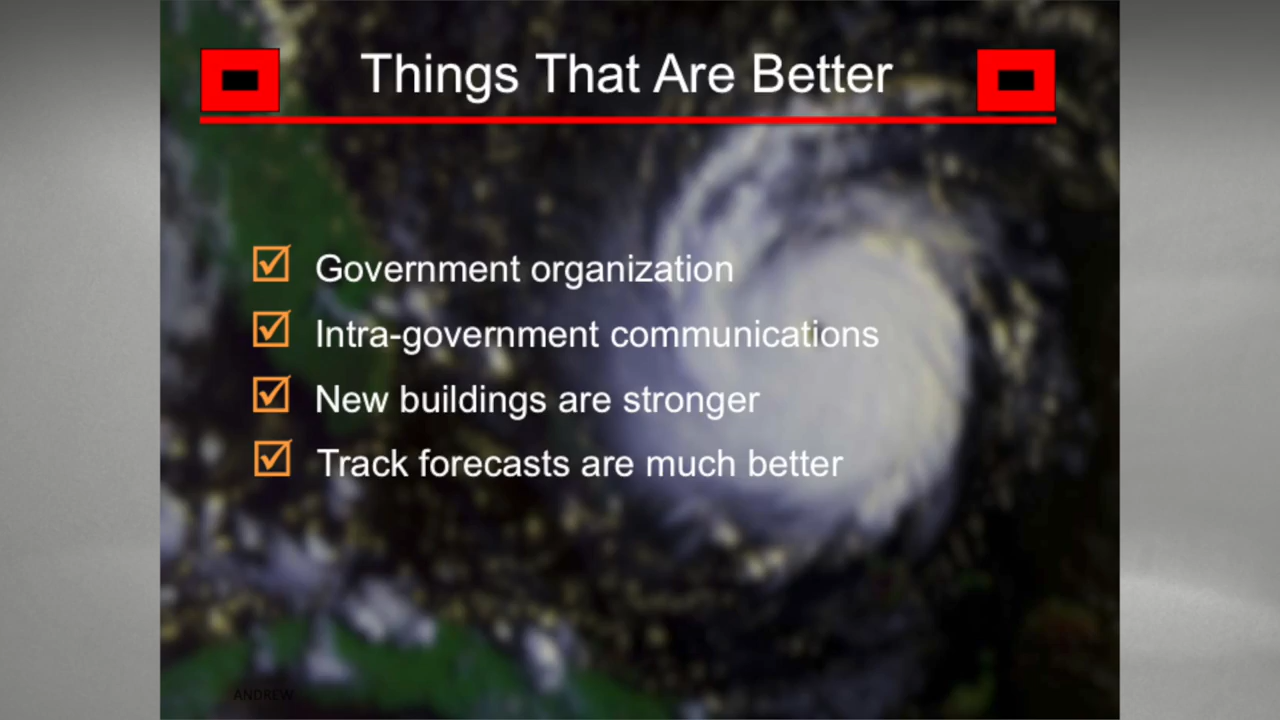 Things That Are Better
Government organization
Intra-government communications
New buildings are stronger
Track forecasts are much better
ANDREW